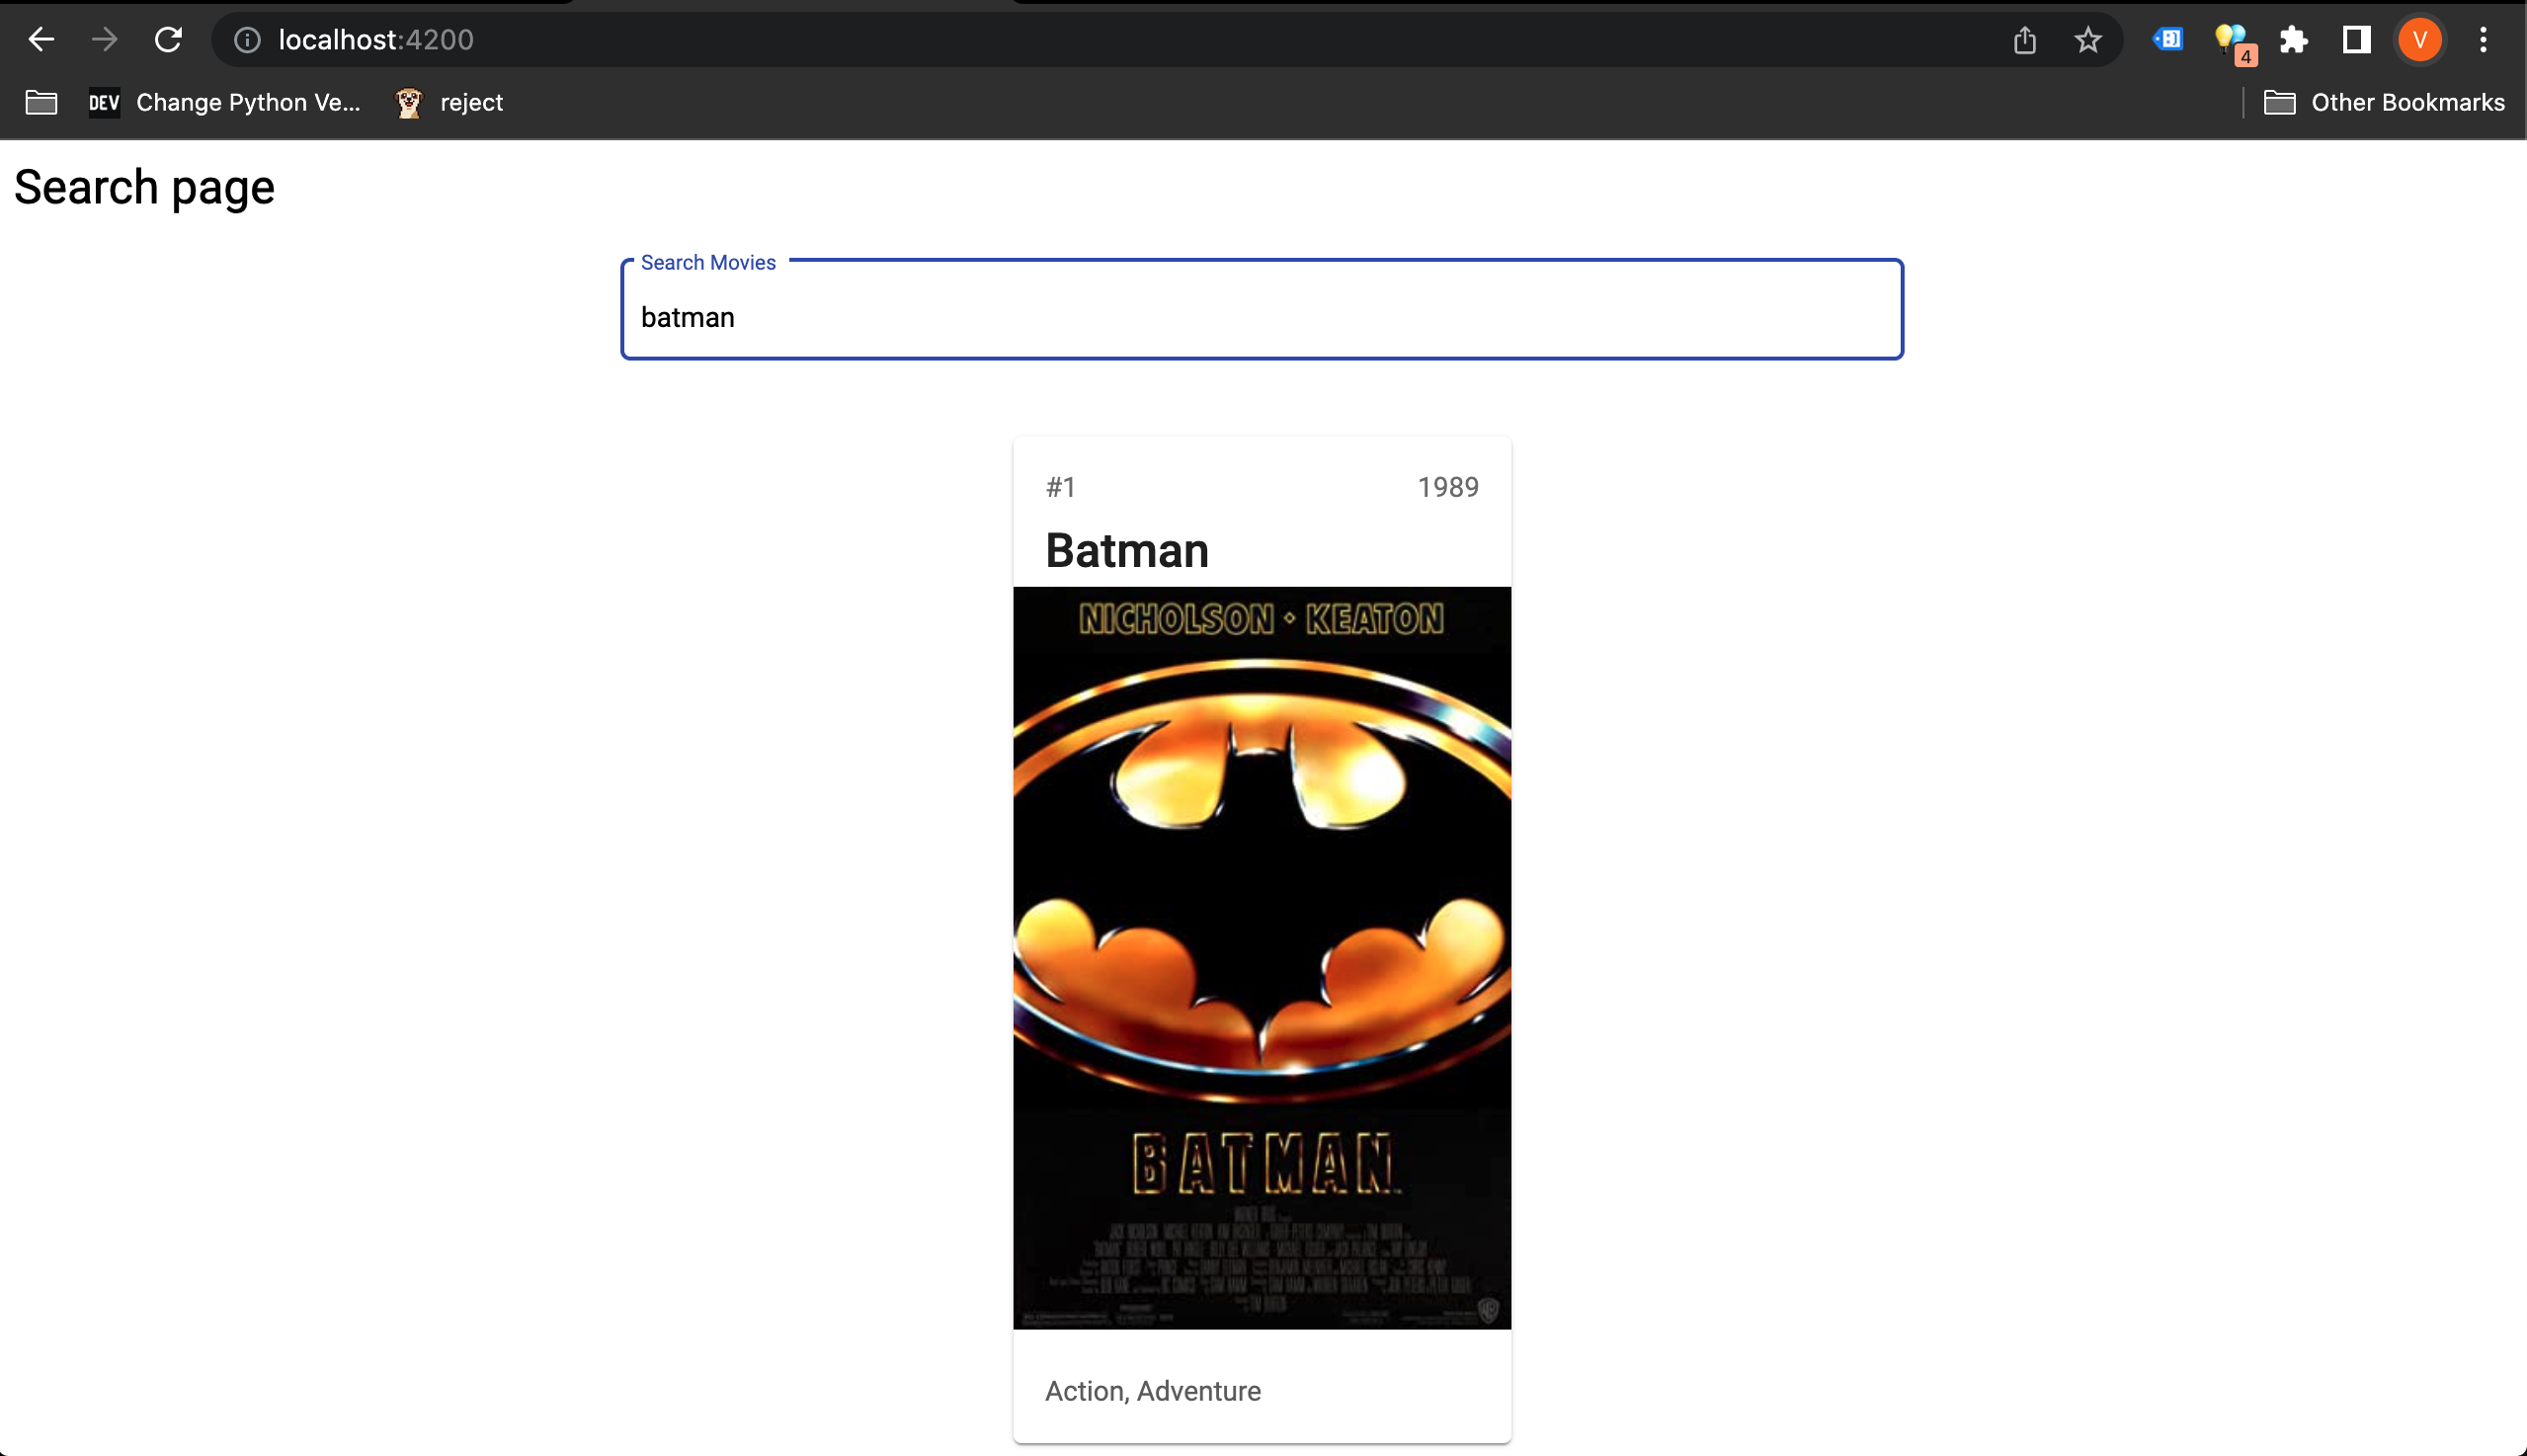 localhost:4200
4
V
DEV Change Python Ve... reject Other Bookmarks
Search page
Search Movies
batman
#1 1989
Batman
NICHOLSON KEATON
BATMAN
Action, Adventure